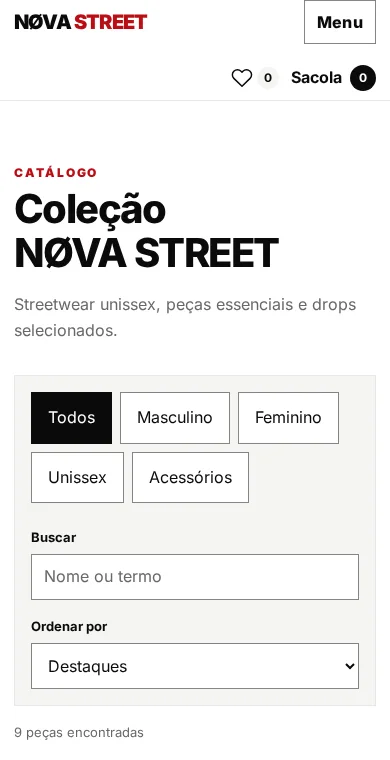 NØVA STREET
Menu
0
Sacola
0
CATÁLOGO
Coleção
NØVA STREET
Streetwear unissex, peças essenciais e drops
selecionados.
Todos
Masculino
Feminino
Unissex
Acessórios
Buscar
Nome ou termo
Ordenar por
Destaques
9 peças encontradas